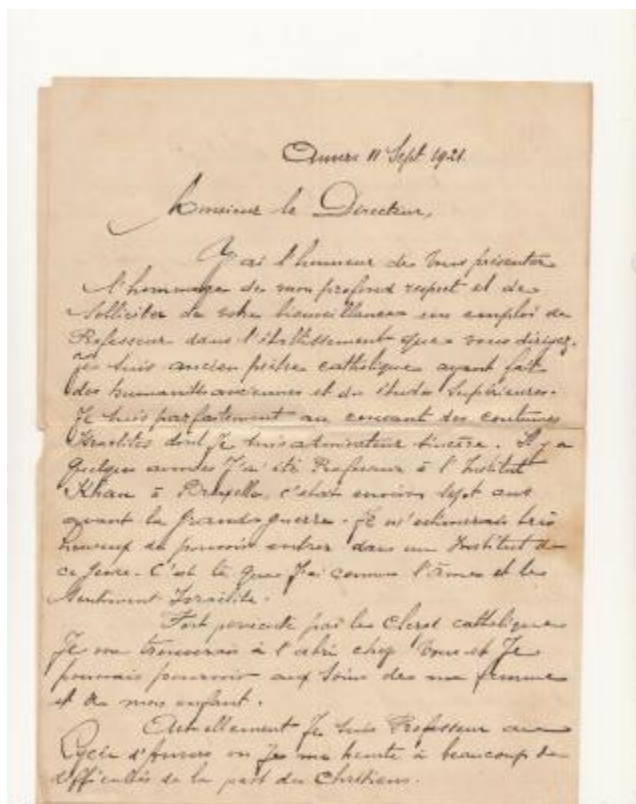 Anvers 11 Sept 1921.
Monsieur le Directeur,
J'ai l'honneur de Vous présenter
l'hommage de mon profond respect et de
Solliciter de votre bienveillance un emploi de
Professeur dans l'établissement que vous dirigez.
Je suis ancien prêtre catholique ayant fait
des humanités anciennes et des études Supérieures.
Je suis parfaitement au courant des coutumes
Israélites dont Je suis admirateur sincère. Il y a
quelques années J'ai été Professeur à l'Institut
Khan à Bruxelles, c'était environ sept ans
avant la grande guerre. Je m'estimerais très
heureux de pouvoir entrer dans un Institut de
ce genre. C'est là que J'ai connu l'âme et le
Sentiment Israélite.
Fort persécuté par le Clergé catholique
Je me trouverais à l'abri chez Vous et Je
pourrais pourvoir aux soins de ma femme
et de mon enfant.
Actuellement Je suis Professeur au
Lycée d'Anvers où Je me heurte à beaucoup de
difficultés de la part des Chrétiens.